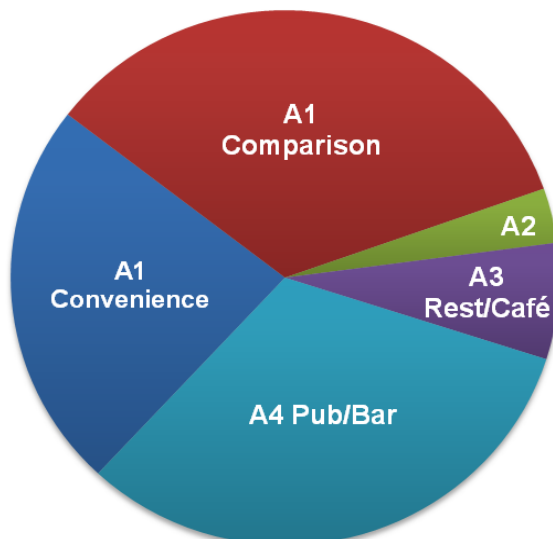 A1
Comparison
A2
A3
Rest/Café
A1
Convenience
A4 Pub/Bar